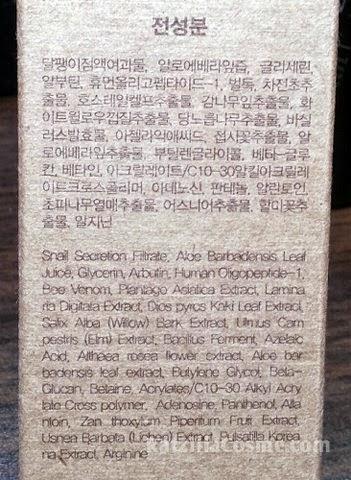 전성분
달팽이점액여과물, 알로에베라잎즙, 글리세린,
알부틴, 휴먼올리고펩타이드-1, 벌독, 차전초추
출물, 호스테일켈프추출물, 감나무잎추출물, 화
이트윌로우껍질추출물, 당느릅나무추출물, 바실
러스발효물, 아젤라익애씨드, 접시꽃추출물, 알
로에베라잎추출물, 부틸렌글라이콜, 베타-글루
칸, 베타인, 아크릴레이트/C10-30알킬아크릴레
이트크로스폴리머, 아데노신, 판테놀, 알란토인,
초피나무열매추출물, 어스니어추출물, 할미꽃추
출물, 알지닌
Snail Secretion Filtrate, Aloe Barbadensis Leaf
Juice, Glycerin, Arbutin, Human Oligopeptide-1,
Bee Venom, Plantago Asiatica Extract, Lamina
ria Digitata Extract, Dios pyros Kaki Leaf Extract,
Salix Alba (Willow) Bark Extract, Ulmus Cam
pestris (Elm) Extract, Bacillus Ferment, Azelaic
Acid, Althaea rosea flower extract, Aloe bar
badensis leaf extract, Butylene Glycol, Beta-
Glucan, Betaine, Acrylates/C10-30 Alkyl Acry
late Cross polymer, Adenosine, Panthenol, Alla
ntoin, Zan thoxylum Piperitum Fruit Extract,
Usnea Barbata (Lichen) Extract, Pulsatilla Korea
na Extract, Arginine